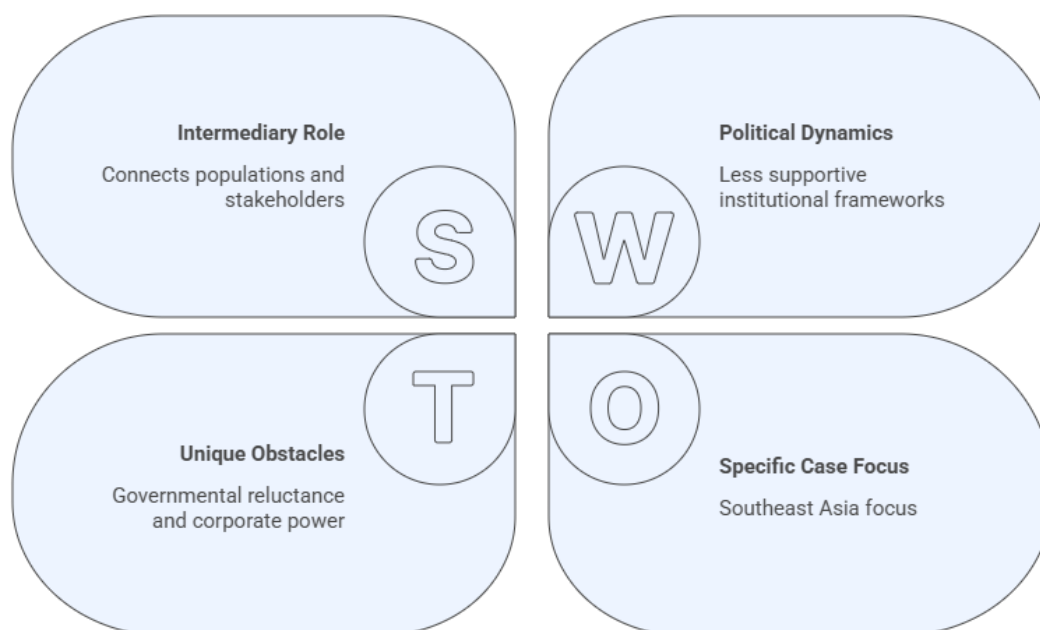 Intermediary Role
Connects populations and
stakeholders
S
Political Dynamics
Less supportive
institutional frameworks
W
Unique Obstacles
Governmental reluctance
and corporate power
T
Specific Case Focus
Southeast Asia focus
O